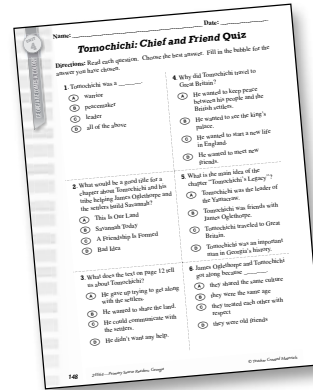 Name:
Date:
Tomochichi: Chief and Friend Quiz
Directions: Read each question. Choose the best answer. Fill in the bubble for the
answer you have chosen.
1. Tomochichi was a
A warrior
B peacemaker
C leader
D all of the above
2. What would be a good title for a
chapter about Tomochichi and his
tribe helping James Oglethorpe and
the settlers build Savannah?
A This Is Our Land
B Savannah Today
C A Friendship Is Formed
D Bad Idea
3. What does the text on page 12 tell
us about Tomochichi?
A He gave up trying to get along
with the settlers.
B He wanted to share the land.
C He could communicate with
the settlers.
D He didn't want any help.
4. Why did Tomochichi travel to
Great Britain?
A He wanted to keep peace
between his people and the
British settlers.
B He wanted to see the king's
palace.
C He wanted to start a new life
in England.
D He wanted to meet new
friends.
5. What is the main idea of the
chapter "Tomochichi's Legacy"?
A Tomochichi was the leader of
the Yamacraw.
B Tomochichi was friends with
James Oglethorpe.
C Tomochichi traveled to Great
Britain.
D Tomochichi was an important
man in Georgia's history.
6. James Oglethorpe and Tomochichi
got along because
A they shared the same culture
B they were the same age
C they treated each other with
respect
D they were old friends
148
© Teacher Created Materials